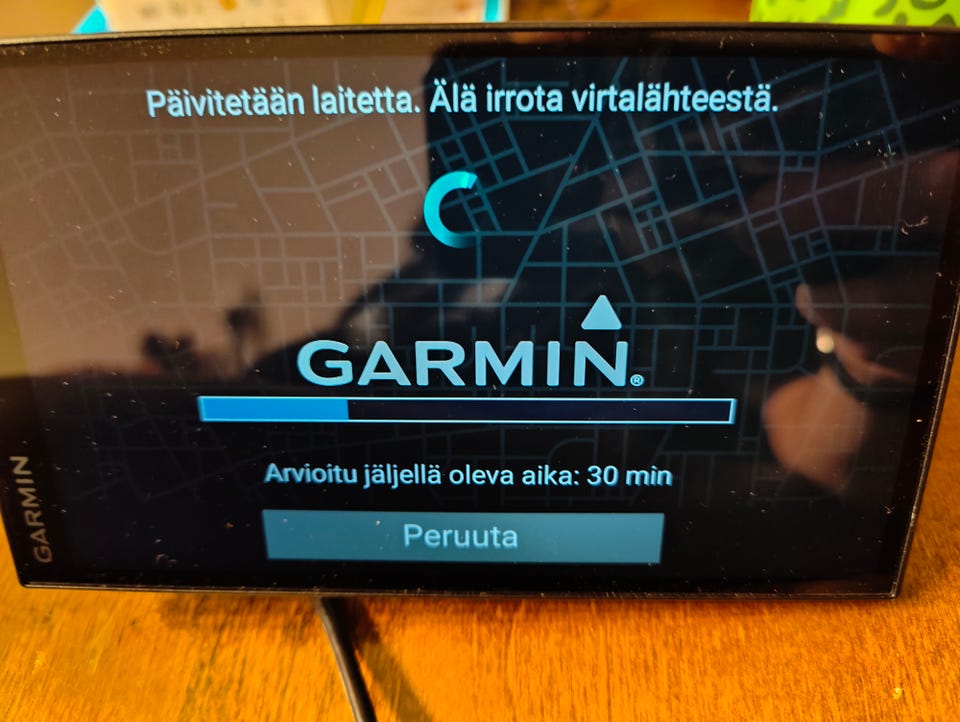 Päivitetään laitetta. Älä irrota virtalähteestä.
GARMIN®
Arvioitu jäljellä oleva aika: 30 min
Peruuta
GARMIN